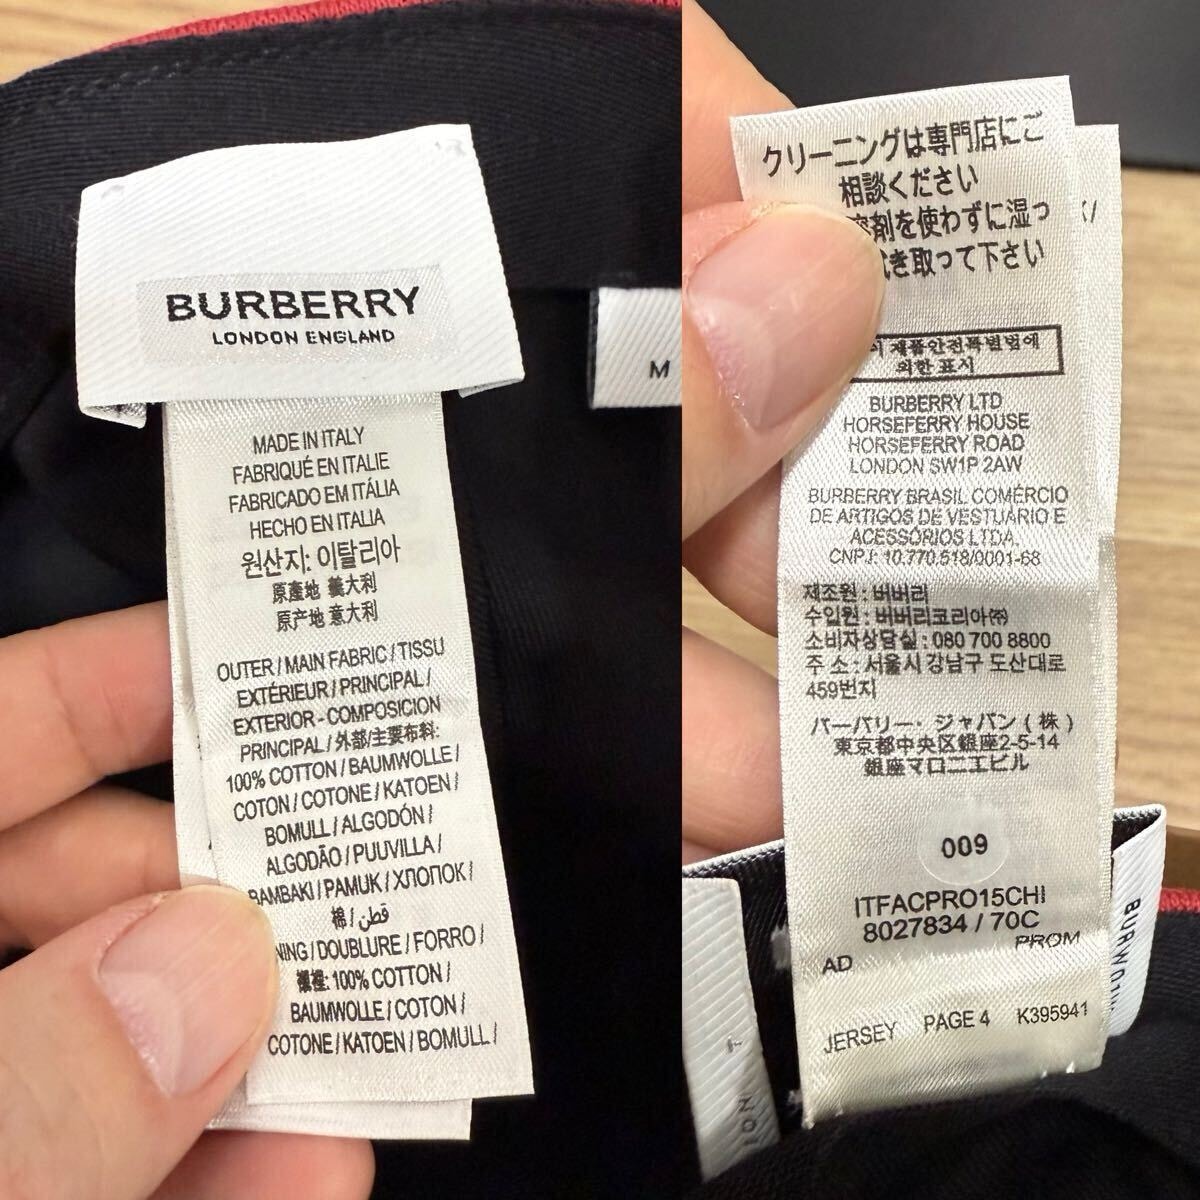 BURBERRY
LONDON ENGLAND
M
MADE IN ITALY
FABRIQUÉ EN ITALIE
FABRICADO EM ITÁLIA
HECHO EN ITALIA
원산지: 이탈리아
原產地 義大利
原产地 意大利
OUTER / MAIN FABRIC / TISSU
EXTÉRIEUR / PRINCIPAL /
EXTERIOR - COMPOSICION
PRINCIPAL / 外部/主要布料:
100% COTTON / BAUMWOLLE /
COTON / COTONE / KATOEN /
BOMULL / ALGODÓN /
ALGODÃO / PUUVILLA /
BAMBAKI / PAMUK / ХЛОПОК /
棉 / قطن /
NING / DOUBLURE / FORRO /
襯裡: 100% COTTON /
BAUMWOLLE / COTON /
COTONE / KATOEN / BOMULL /
クリーニングは専門店にご
相談ください
溶剤を使わずに湿っ
き取って下さい
제품안전특별법에
의한 표시
BURBERRY LTD
HORSEFERRY HOUSE
HORSEFERRY ROAD
LONDON SW1P 2AW
BURBERRY BRASIL COMÉRCIO
DE ARTIGOS DE VESTUÁRIO E
ACESSÓRIOS LTDA.
CNPJ: 10.770.518/0001-68
제조원 : 버버리
수입원 : 버버리코리아㈜
소비자상담실 : 080 700 8800
주 소 : 서울시 강남구 도산대로
459번지
バーバリー・ジャパン (株)
東京都中央区銀座2-5-14
銀座マロニエビル
009
ITFACPRO15CHI
8027834 / 70C
PROM
AD
JERSEY PAGE 4 K395941